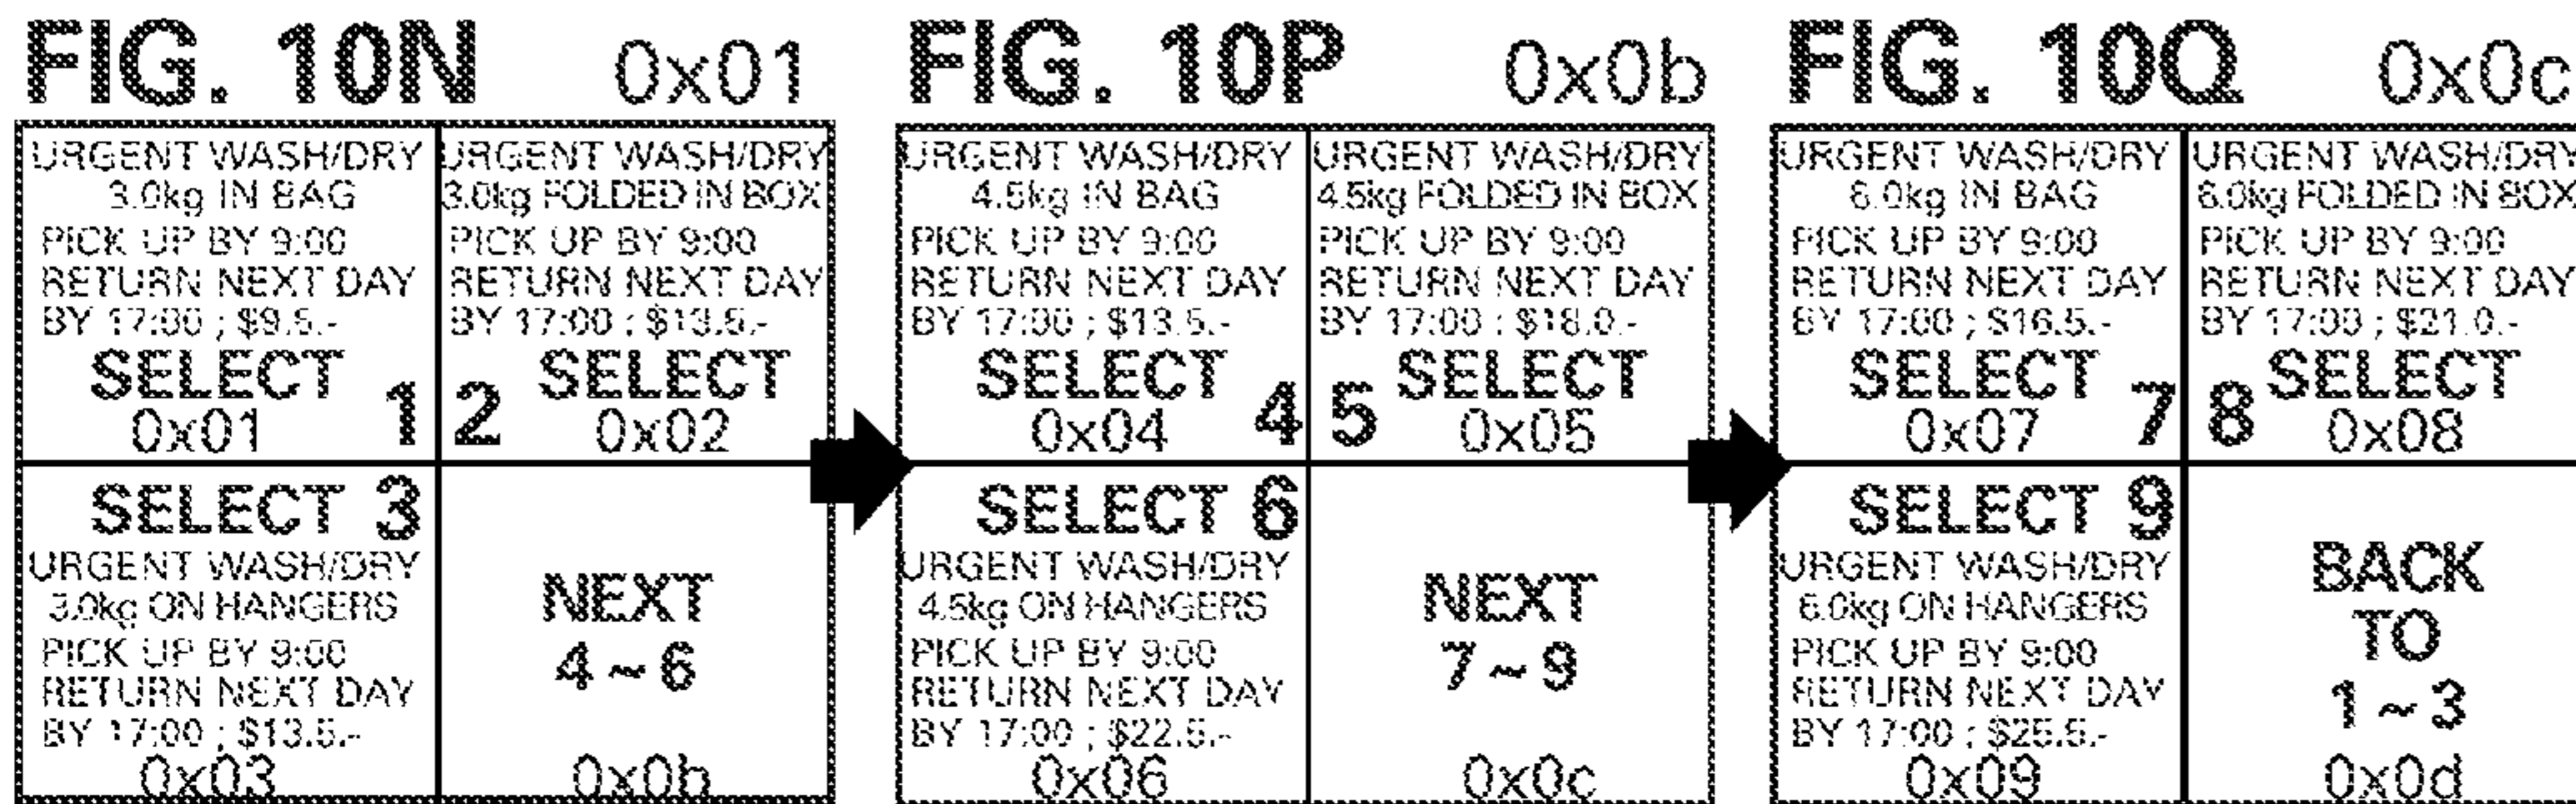 FIG. 10N 0x01
URGENT WASH/DRY
3.0kg IN BAG
PICK UP BY 9:00
RETURN NEXT DAY
BY 17:00 ; $9.5.-
SELECT 1
0x01
URGENT WASH/DRY
3.0kg FOLDED IN BOX
PICK UP BY 9:00
RETURN NEXT DAY
BY 17:00 ; $13.5.-
2 SELECT
0x02
SELECT 3
URGENT WASH/DRY
3.0kg ON HANGERS
PICK UP BY 9:00
RETURN NEXT DAY
BY 17:00 ; $13.5.-
0x03
NEXT
4 ~ 6
0x0b
FIG. 10P 0x0b
URGENT WASH/DRY
4.5kg IN BAG
PICK UP BY 9:00
RETURN NEXT DAY
BY 17:00 ; $13.5.-
SELECT 4
0x04
URGENT WASH/DRY
4.5kg FOLDED IN BOX
PICK UP BY 9:00
RETURN NEXT DAY
BY 17:00 ; $18.0.-
5 SELECT
0x05
SELECT 6
URGENT WASH/DRY
4.5kg ON HANGERS
PICK UP BY 9:00
RETURN NEXT DAY
BY 17:00 ; $22.5.-
0x06
NEXT
7 ~ 9
0x0c
FIG. 10Q 0x0c
URGENT WASH/DRY
6.0kg IN BAG
PICK UP BY 9:00
RETURN NEXT DAY
BY 17:00 ; $16.5.-
SELECT 7
0x07
URGENT WASH/DRY
6.0kg FOLDED IN BOX
PICK UP BY 9:00
RETURN NEXT DAY
BY 17:00 ; $21.0.-
8 SELECT
0x08
SELECT 9
URGENT WASH/DRY
6.0kg ON HANGERS
PICK UP BY 9:00
RETURN NEXT DAY
BY 17:00 ; $25.5.-
0x09
BACK
TO
1 ~ 3
0x0d